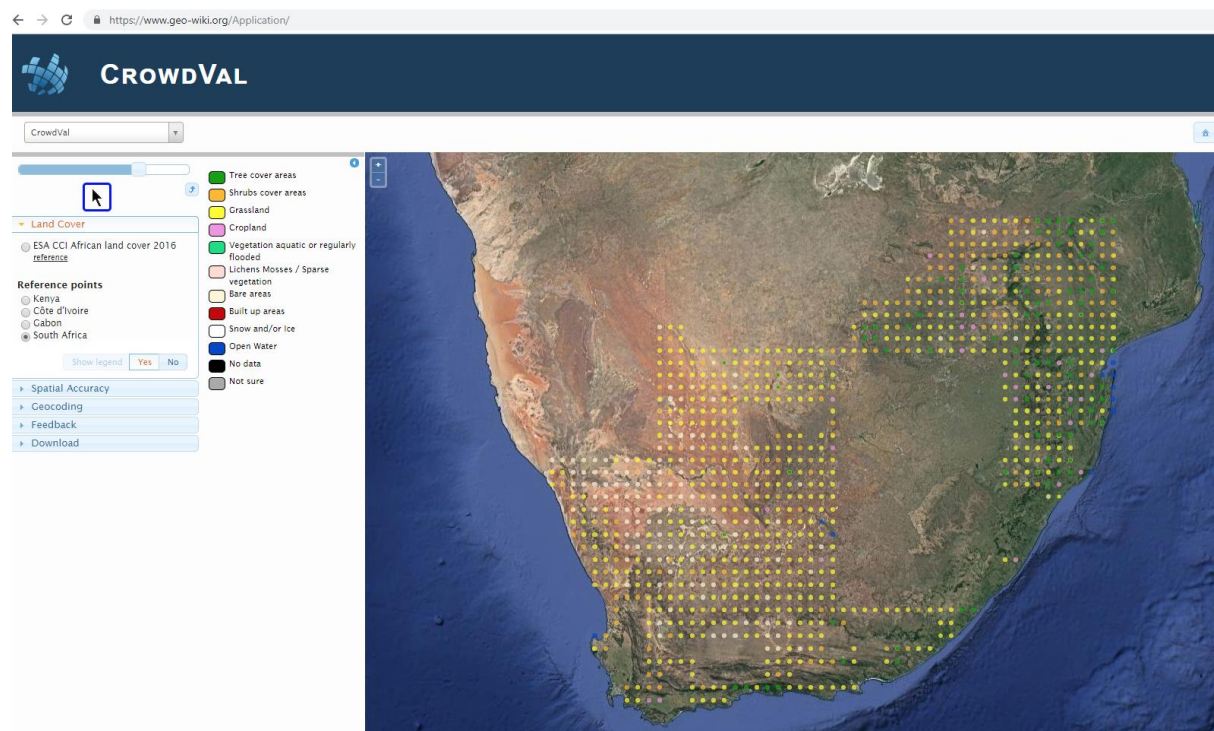 https://www.geo-wiki.org/Application/
CROWDVAL
CrowdVal
Land Cover
ESA CCI African land cover 2016
reference
Reference points
Kenya
Côte d'Ivoire
Gabon
South Africa
Show legend Yes No
Spatial Accuracy
Geocoding
Feedback
Download
Tree cover areas
Shrubs cover areas
Grassland
Cropland
Vegetation aquatic or regularly
flooded
Lichens Mosses / Sparse
vegetation
Bare areas
Built up areas
Snow and/or Ice
Open Water
No data
Not sure
+
-